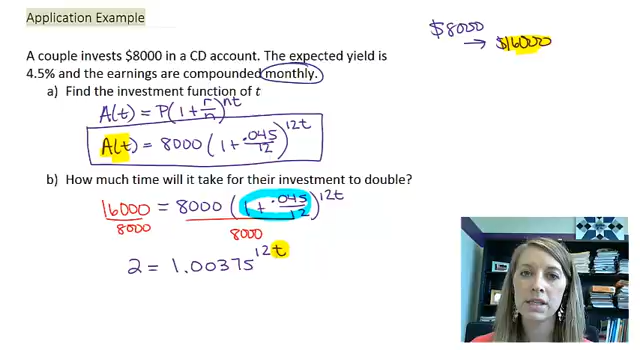 Application Example
$8000
→ $16000
A couple invests $8000 in a CD account. The expected yield is
4.5% and the earnings are compounded monthly.
a) Find the investment function of t
A(t) = P(1 + r/n)^nt
A(t) = 8000 (1 + .045/12)^12t
b) How much time will it take for their investment to double?
16000/8000 = 8000 (1 + .045/12)^12t/8000
2 = 1.00375^12t